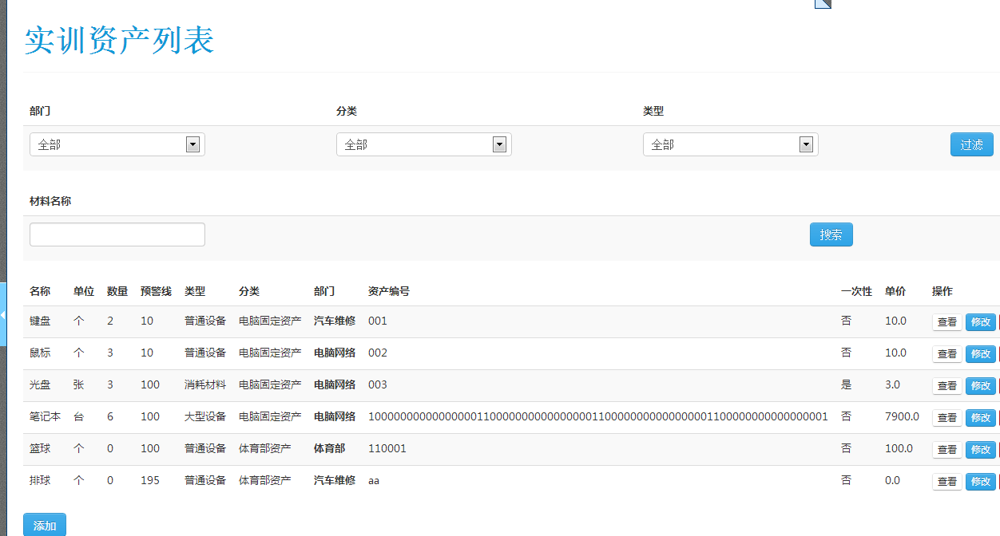 实训资产列表
部门 分类 类型
全部 全部 全部 过滤
材料名称
搜索
名称 单位 数量 预警线 类型 分类 部门 资产编号 一次性 单价 操作
键盘 个 2 10 普通设备 电脑固定资产 汽车维修 001 否 10.0 查看 修改
鼠标 个 3 10 普通设备 电脑固定资产 电脑网络 002 否 10.0 查看 修改
光盘 张 3 100 消耗材料 电脑固定资产 电脑网络 003 是 3.0 查看 修改
笔记本 台 6 100 大型设备 电脑固定资产 电脑网络 否 7900.0 查看 修改
篮球 个 0 100 普通设备 体育部资产 体育部 110001 否 100.0 查看 修改
排球 个 0 195 普通设备 体育部资产 汽车维修 aa 否 0.0 查看 修改
添加